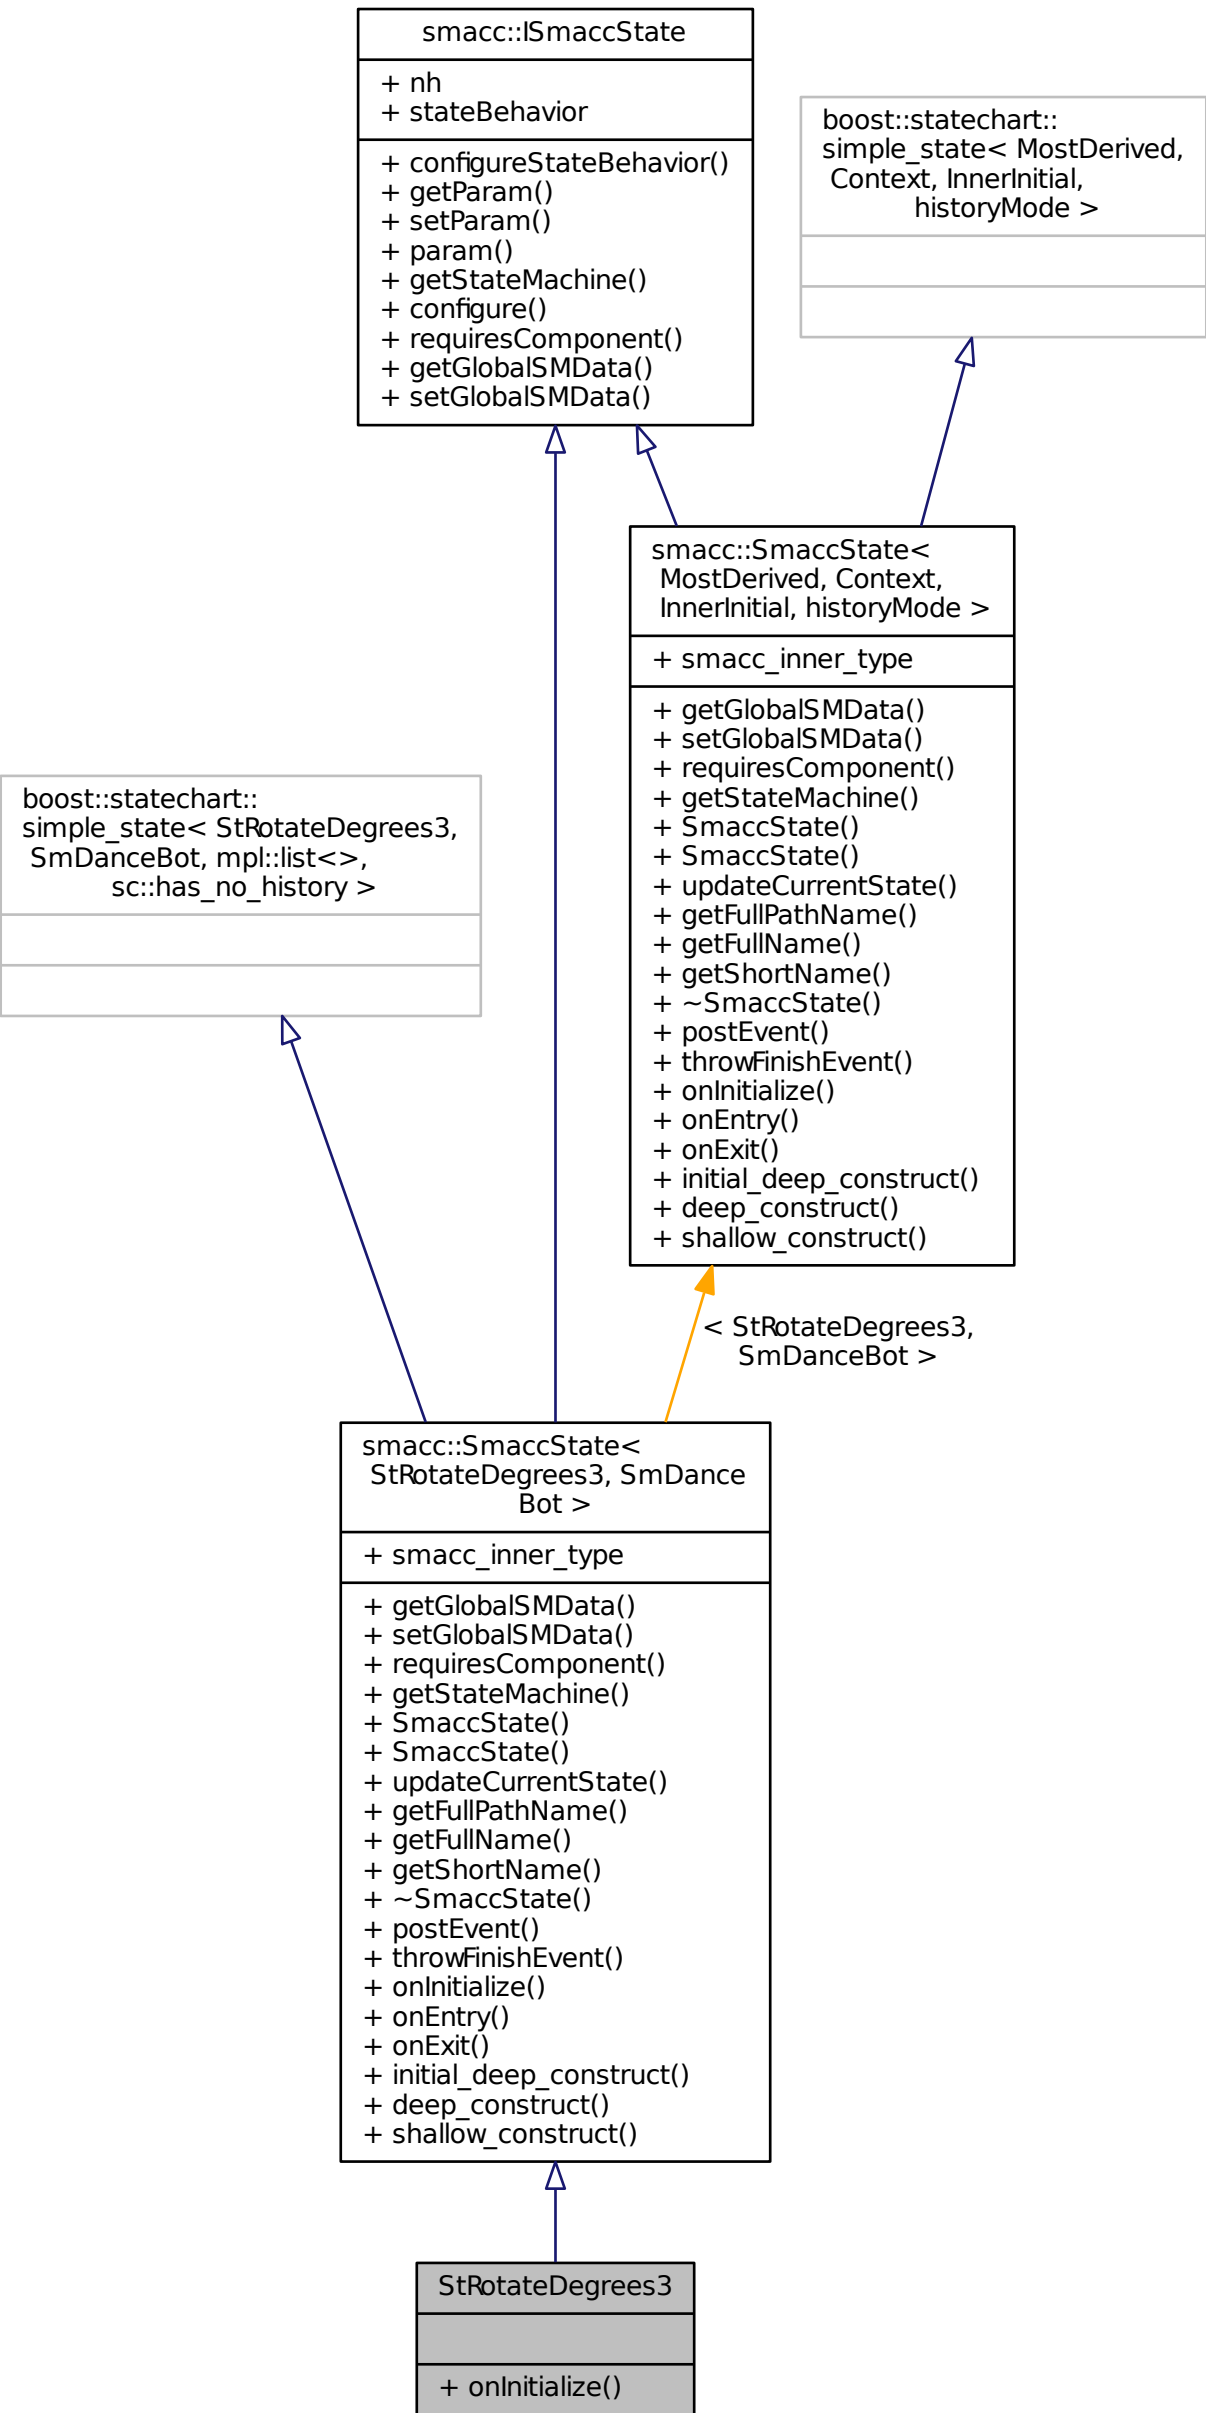 smacc::ISmaccState
+ nh
+ stateBehavior
+ configureStateBehavior()
+ getParam()
+ setParam()
+ param()
+ getStateMachine()
+ configure()
+ requiresComponent()
+ getGlobalSMData()
+ setGlobalSMData()
boost::statechart::
simple_state< MostDerived,
Context, InnerInitial,
historyMode >
smacc::SmaccState<
MostDerived, Context,
InnerInitial, historyMode >
+ smacc_inner_type
+ getGlobalSMData()
+ setGlobalSMData()
+ requiresComponent()
+ getStateMachine()
+ SmaccState()
+ SmaccState()
+ updateCurrentState()
+ getFullPathName()
+ getFullName()
+ getShortName()
+ ~SmaccState()
+ postEvent()
+ throwFinishEvent()
+ onInitialize()
+ onEntry()
+ onExit()
+ initial_deep_construct()
+ deep_construct()
+ shallow_construct()
boost::statechart::
simple_state< StRotateDegrees3,
SmDanceBot, mpl::list<>,
sc::has_no_history >
< StRotateDegrees3,
SmDanceBot >
smacc::SmaccState<
StRotateDegrees3, SmDance
Bot >
+ smacc_inner_type
+ getGlobalSMData()
+ setGlobalSMData()
+ requiresComponent()
+ getStateMachine()
+ SmaccState()
+ SmaccState()
+ updateCurrentState()
+ getFullPathName()
+ getFullName()
+ getShortName()
+ ~SmaccState()
+ postEvent()
+ throwFinishEvent()
+ onInitialize()
+ onEntry()
+ onExit()
+ initial_deep_construct()
+ deep_construct()
+ shallow_construct()
StRotateDegrees3
+ onInitialize()